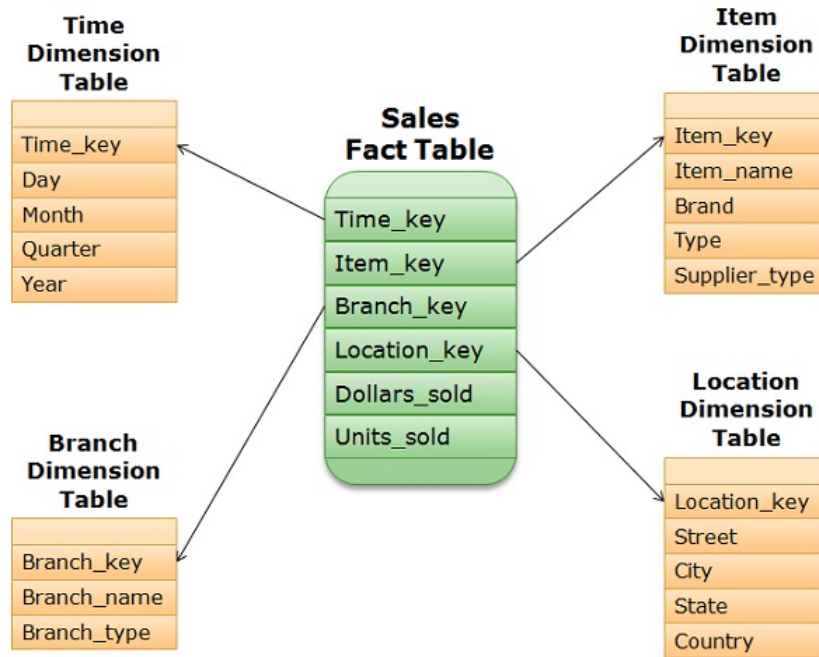 Time
Dimension
Table
Time_key
Day
Month
Quarter
Year
Sales
Fact Table
Time_key
Item_key
Branch_key
Location_key
Dollars_sold
Units_sold
Item
Dimension
Table
Item_key
Item_name
Brand
Type
Supplier_type
Branch
Dimension
Table
Branch_key
Branch_name
Branch_type
Location
Dimension
Table
Location_key
Street
City
State
Country